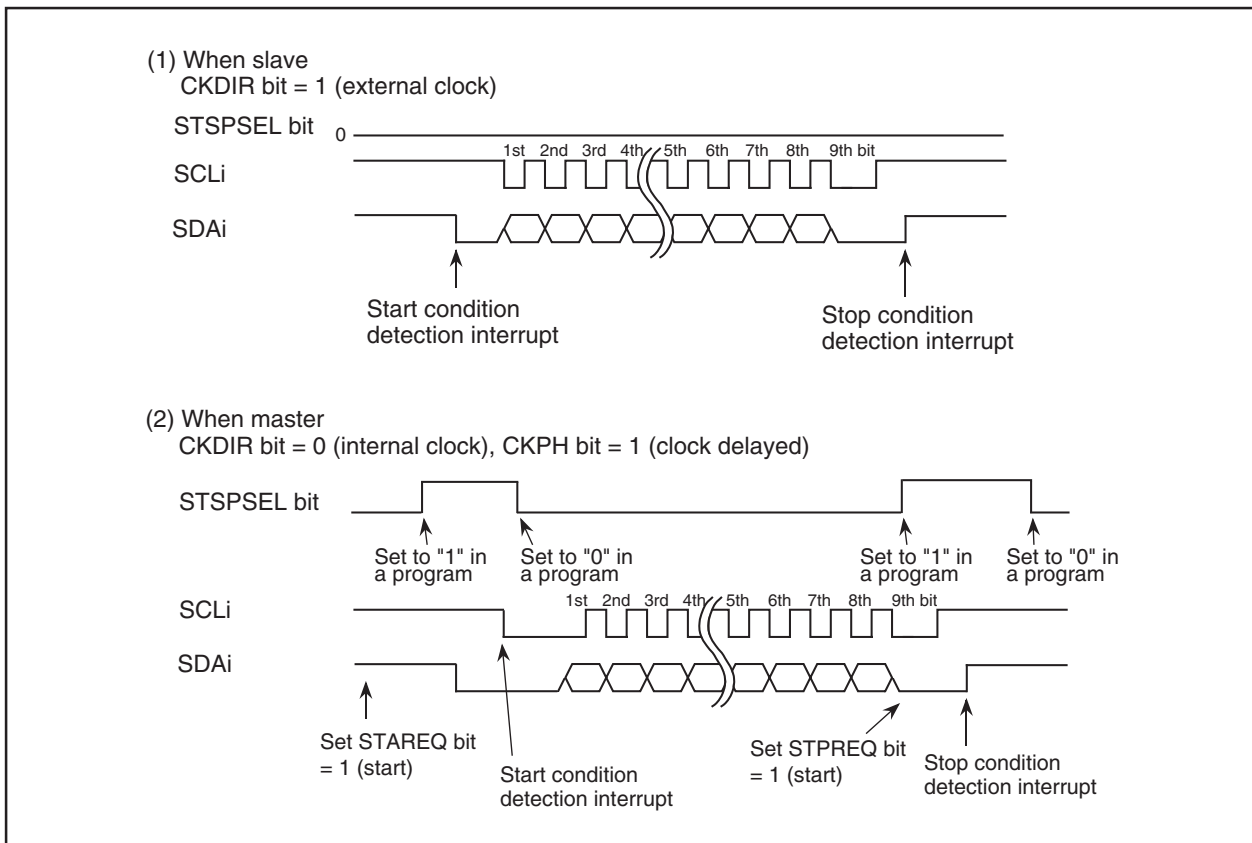 (1) When slave
CKDIR bit = 1 (external clock)
STSPSEL bit 0
1st 2nd 3rd 4th 5th 6th 7th 8th 9th bit
SCLi
SDAi
Start condition
detection interrupt
Stop condition
detection interrupt
(2) When master
CKDIR bit = 0 (internal clock), CKPH bit = 1 (clock delayed)
STSPSEL bit
Set to "1" in
a program
Set to "0" in
a program
Set to "1" in
a program
Set to "0" in
a program
1st 2nd 3rd 4th 5th 6th 7th 8th 9th bit
SCLi
SDAi
Set STAREQ bit
= 1 (start)
Start condition
detection interrupt
Set STPREQ bit
= 1 (start)
Stop condition
detection interrupt